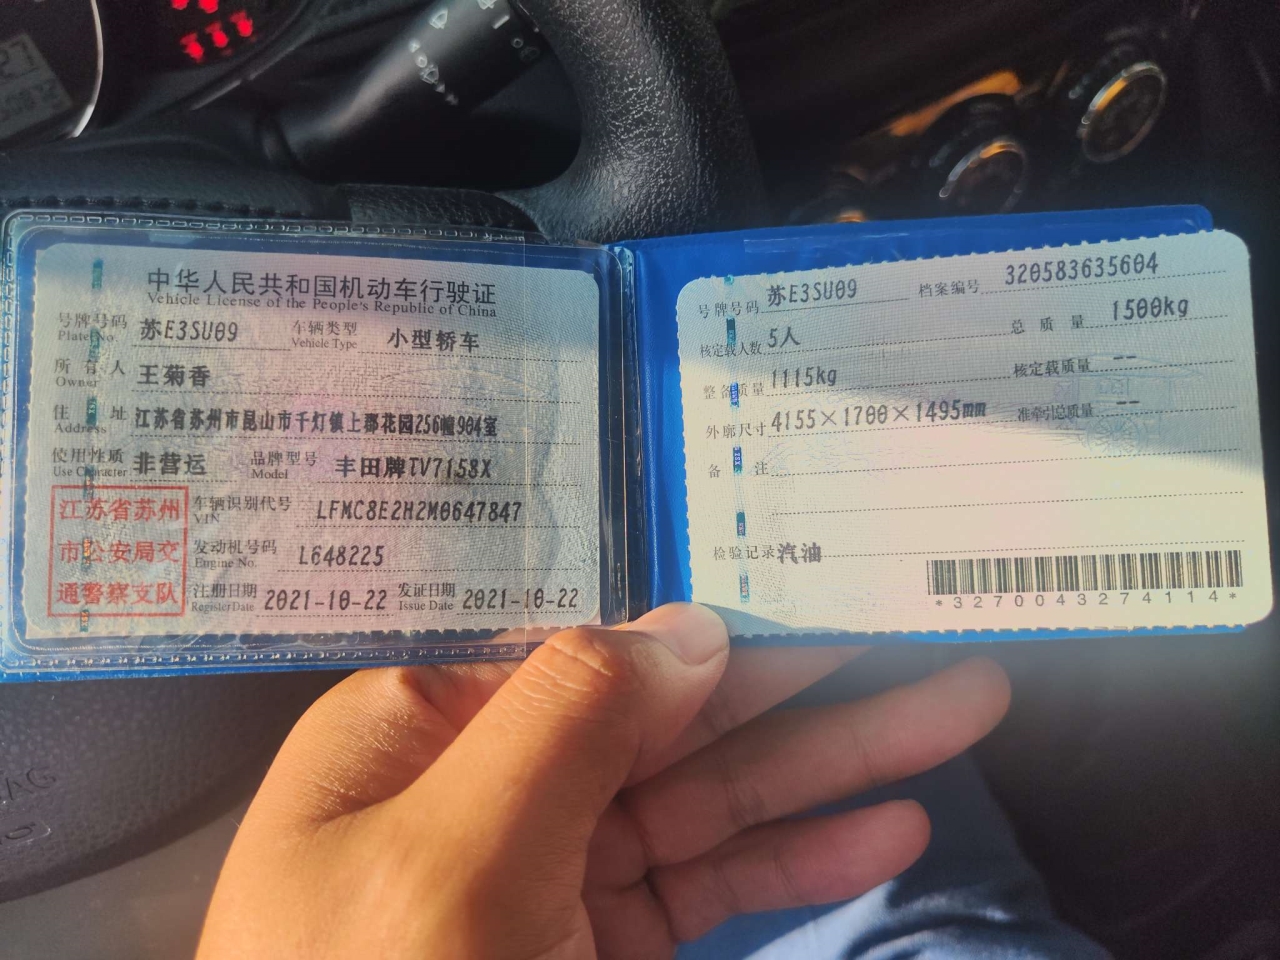 中华人民共和国机动车行驶证
Vehicle License of the People's Republic of China
号牌号码 苏E3SU09 车辆类型 小型轿车
Plate No. Vehicle Type
所有人 王菊香
Owner
住址 江苏省苏州市昆山市千灯镇上郡花园256幢904室
Address
使用性质 非营运 品牌型号 丰田牌TV7158X
Use Character Model
江苏省苏州
市公安局交
通警察支队
车辆识别代号 LFMC8E2H2M0647847
VIN
发动机号码 L648225
Engine No.
注册日期 2021-10-22 发证日期 2021-10-22
Register Date Issue Date
号牌号码 苏E3SU09 档案编号 320583635604
核定载人数 5人 总质量 1500kg
整备质量 1115kg 核定载质量 --
外廓尺寸 4155×1700×1495mm 准牵引总质量 --
备注
检验记录 汽油
*3270043274114*